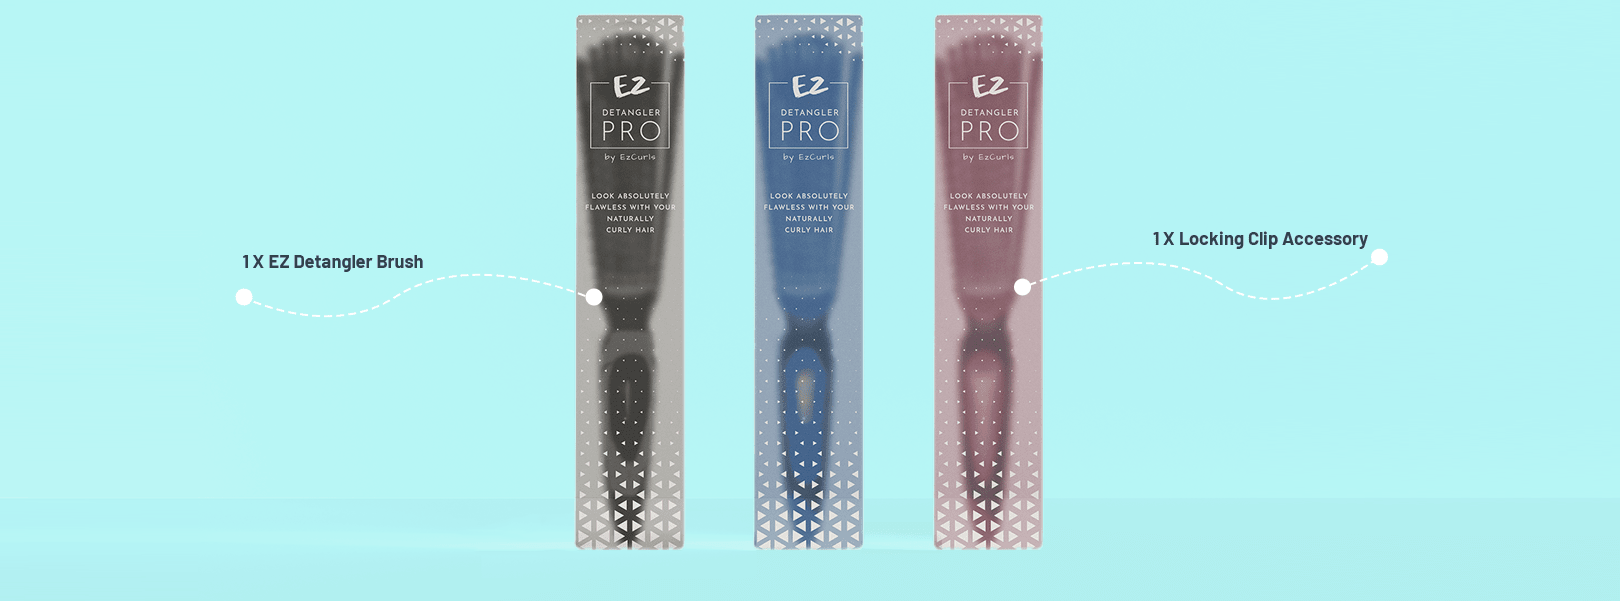 EZ
DETANGLER
PRO
by EzCurls
LOOK ABSOLUTELY
FLAWLESS WITH YOUR
NATURALLY
CURLY HAIR
EZ
DETANGLER
PRO
by EzCurls
LOOK ABSOLUTELY
FLAWLESS WITH YOUR
NATURALLY
CURLY HAIR
EZ
DETANGLER
PRO
by EzCurls
LOOK ABSOLUTELY
FLAWLESS WITH YOUR
NATURALLY
CURLY HAIR
1 X EZ Detangler Brush
1 X Locking Clip Accessory